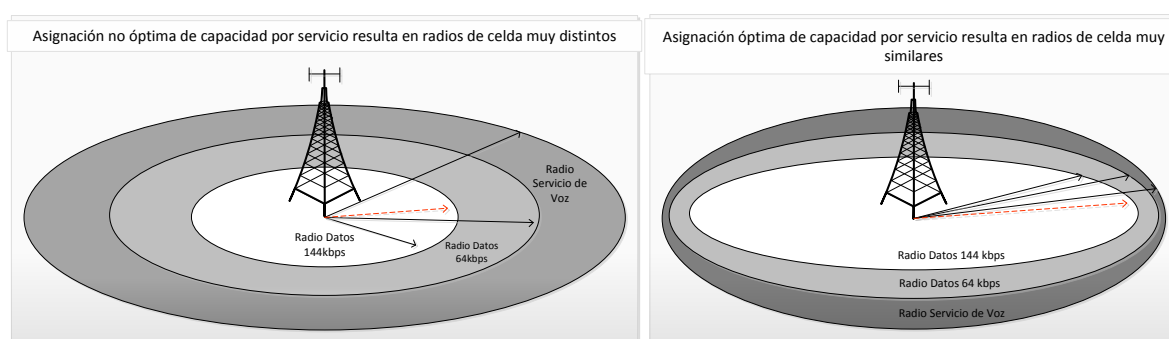 Asignación no óptima de capacidad por servicio resulta en radios de celda muy distintos
Radio
Servicio de
Voz
Radio Datos
144kbps
Radio Datos
64kbps
Asignación óptima de capacidad por servicio resulta en radios de celda muy
similares
Radio Datos 144 kbps
Radio Datos 64 kbps
Radio Servicio de Voz